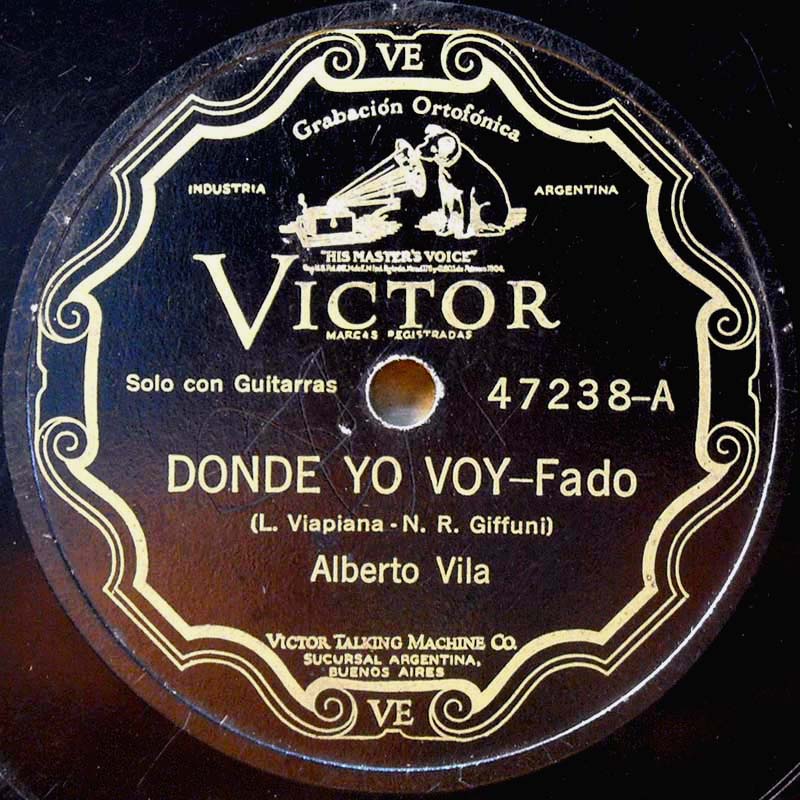 VE
Grabación Ortofónica
INDUSTRIA ARGENTINA
"HIS MASTER'S VOICE"
VICTOR
MARCAS REGISTRADAS
Solo con Guitarras 47238-A
DONDE YO VOY-Fado
(L. Viapiana - N. R. Giffuni)
Alberto Vila
VICTOR TALKING MACHINE CO.
SUCURSAL ARGENTINA,
BUENOS AIRES
VE